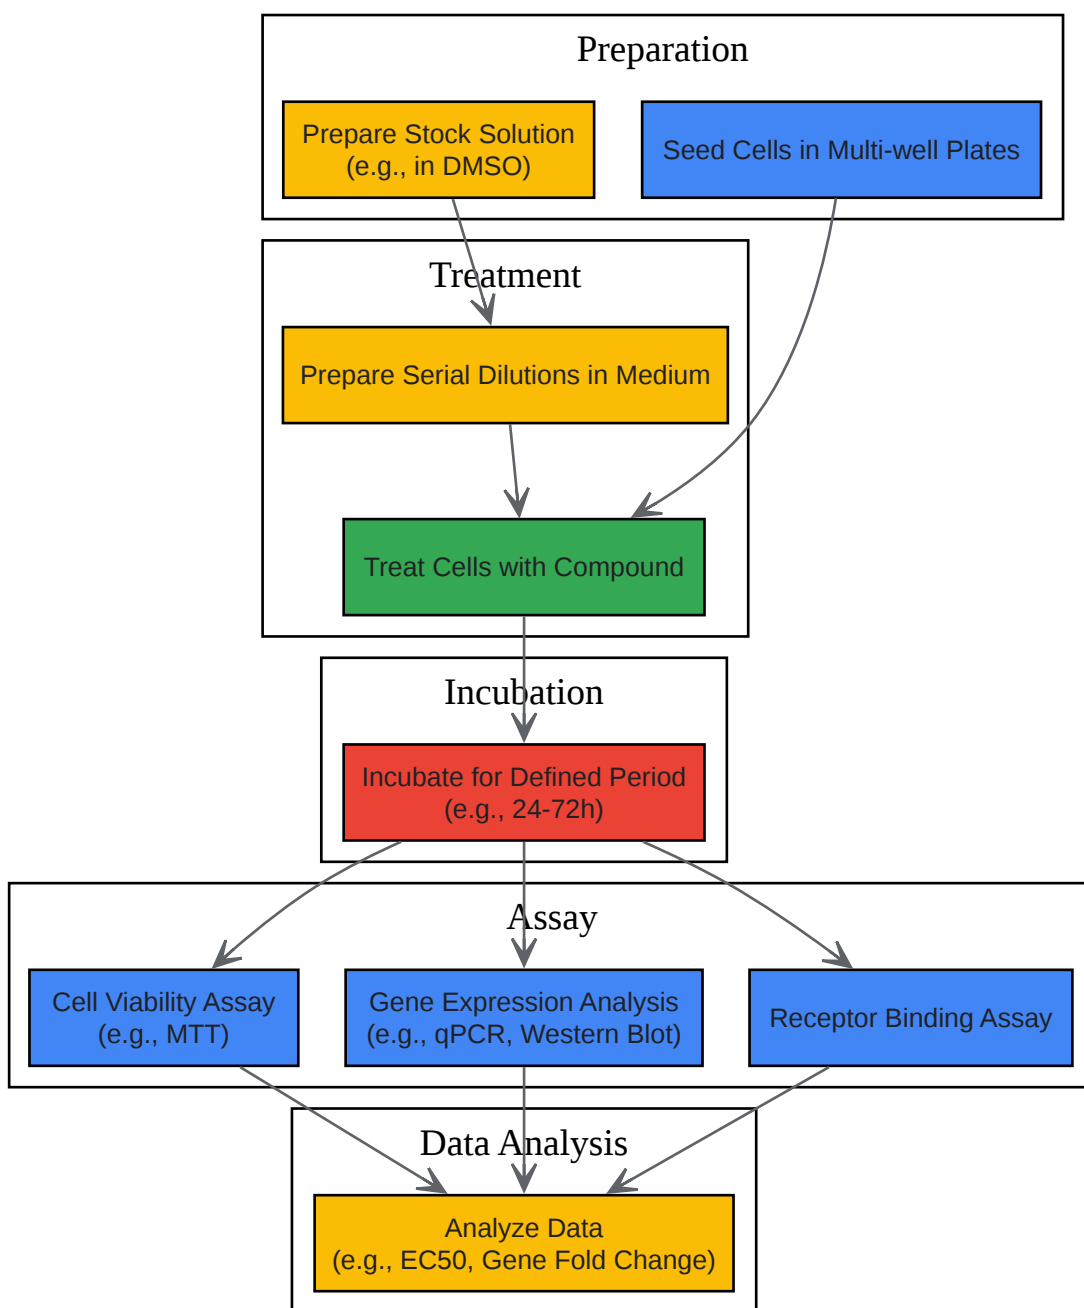 Preparation
Prepare Stock Solution
(e.g., in DMSO)
Seed Cells in Multi-well Plates
Treatment
Prepare Serial Dilutions in Medium
Treat Cells with Compound
Incubation
Incubate for Defined Period
(e.g., 24-72h)
Assay
Cell Viability Assay
(e.g., MTT)
Gene Expression Analysis
(e.g., qPCR, Western Blot)
Receptor Binding Assay
Data Analysis
Analyze Data
(e.g., EC50, Gene Fold Change)